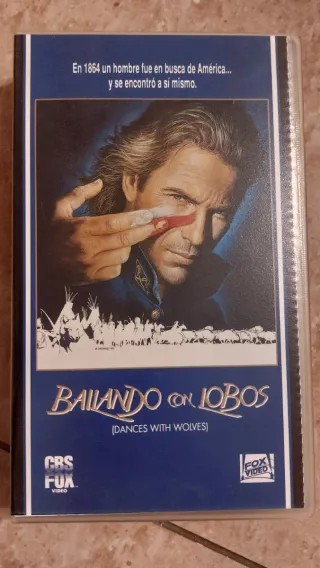 En 1864 un hombre fue en busca de América...
y se encontró a sí mismo.
BAILANDO CON LOBOS
(DANCES WITH WOLVES)
CBS
FOX
VIDEO
FOX
VIDEO